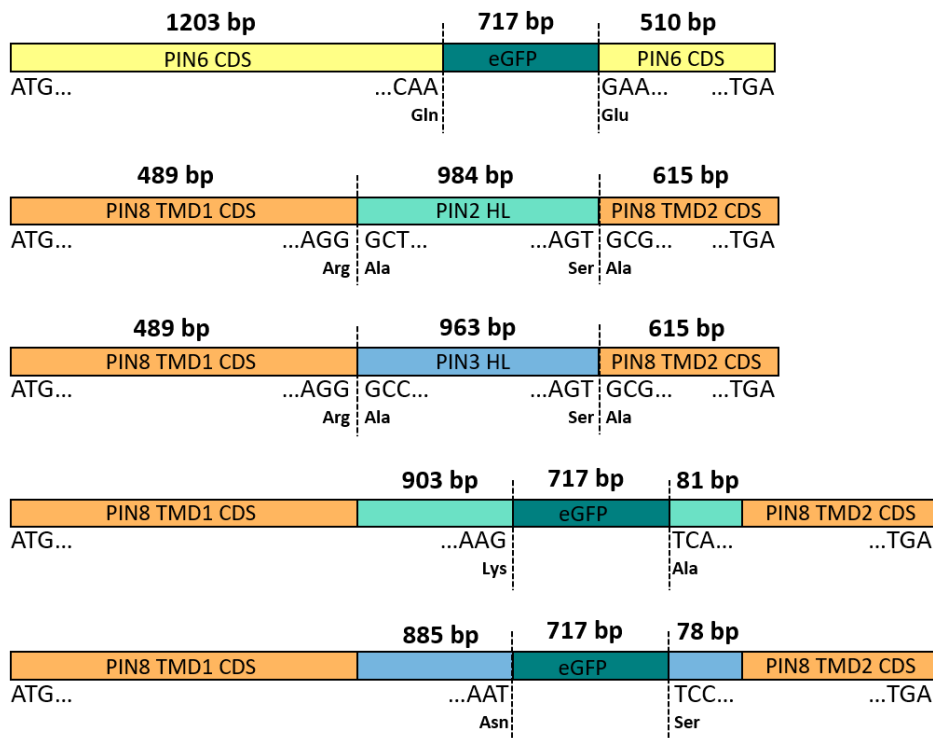 1203 bp 717 bp 510 bp
PIN6 CDS eGFP PIN6 CDS
ATG... ...CAA GAA... ...TGA
Gln Glu
489 bp 984 bp 615 bp
PIN8 TMD1 CDS PIN2 HL PIN8 TMD2 CDS
ATG... ...AGG GCT... ...AGT GCG... ...TGA
Arg Ala Ser Ala
489 bp 963 bp 615 bp
PIN8 TMD1 CDS PIN3 HL PIN8 TMD2 CDS
ATG... ...AGG GCC... ...AGT GCG... ...TGA
Arg Ala Ser Ala
903 bp 717 bp 81 bp
PIN8 TMD1 CDS eGFP PIN8 TMD2 CDS
ATG... ...AAG TCA... ...TGA
Lys Ala
885 bp 717 bp 78 bp
PIN8 TMD1 CDS eGFP PIN8 TMD2 CDS
ATG... ...AAT TCC... ...TGA
Asn Ser